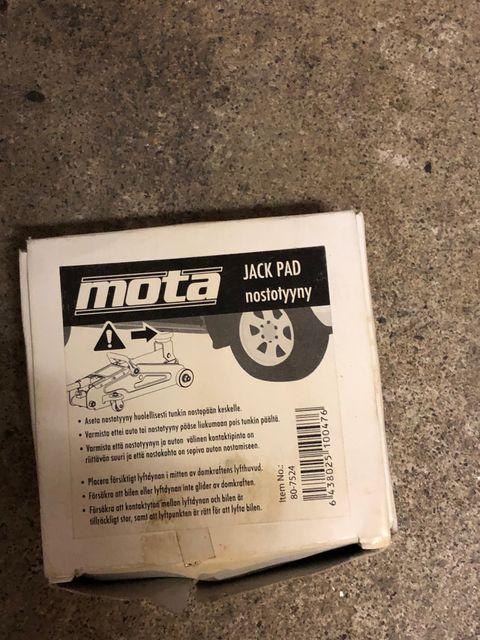 mota
JACK PAD
nostotyyny
• Aseta nostotyyny huolellisesti tunkin nostopään keskelle.
• Varmista ettei auto tai nostotyyny pääse liukumaan pois tunkin päältä.
• Varmista että nostotyynyn ja auton välinen kontaktipinta on
riittävän suuri ja että nostokohta on sopiva auton nostamiseen.
• Placera försiktigt lyftdynan i mitten av domkraftens lyfthuvud.
• Försäkra att bilen eller lyftdynan inte glider av domkraften.
• Försäkra att kontaktytan mellan lyftdynan och bilen är
tillräckligt stor, samt att lyftpunkten är rätt för att lyfta bilen.
Item No.:
80-7524
6 438025 100476